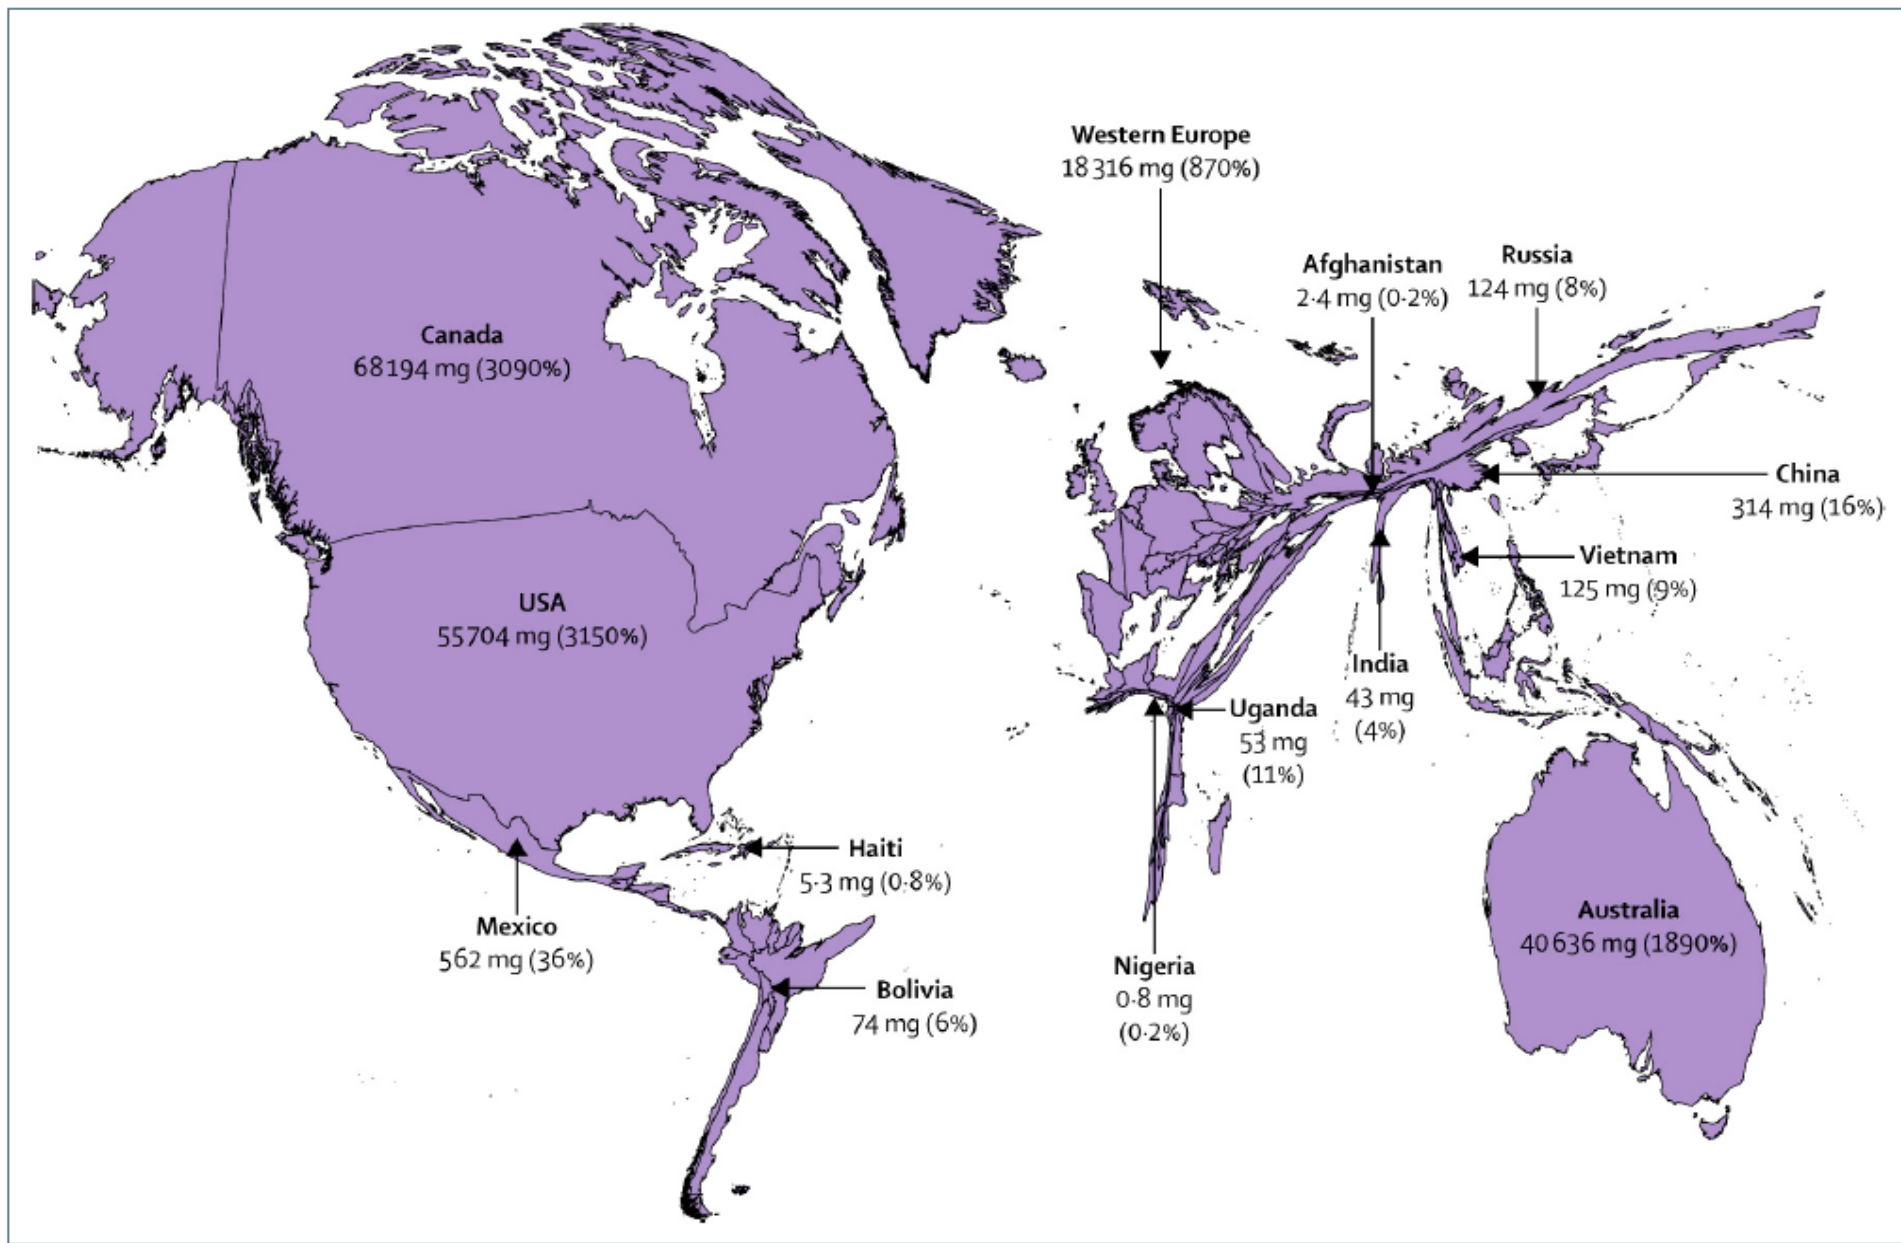 Western Europe
18 316 mg (870%)
Afghanistan
2·4 mg (0·2%)
Russia
124 mg (8%)
Canada
68 194 mg (3090%)
China
314 mg (16%)
Vietnam
125 mg (9%)
USA
55 704 mg (3150%)
India
43 mg
(4%)
Uganda
53 mg
(11%)
Haiti
5·3 mg (0·8%)
Mexico
562 mg (36%)
Australia
40 636 mg (1890%)
Nigeria
0·8 mg
(0·2%)
Bolivia
74 mg (6%)